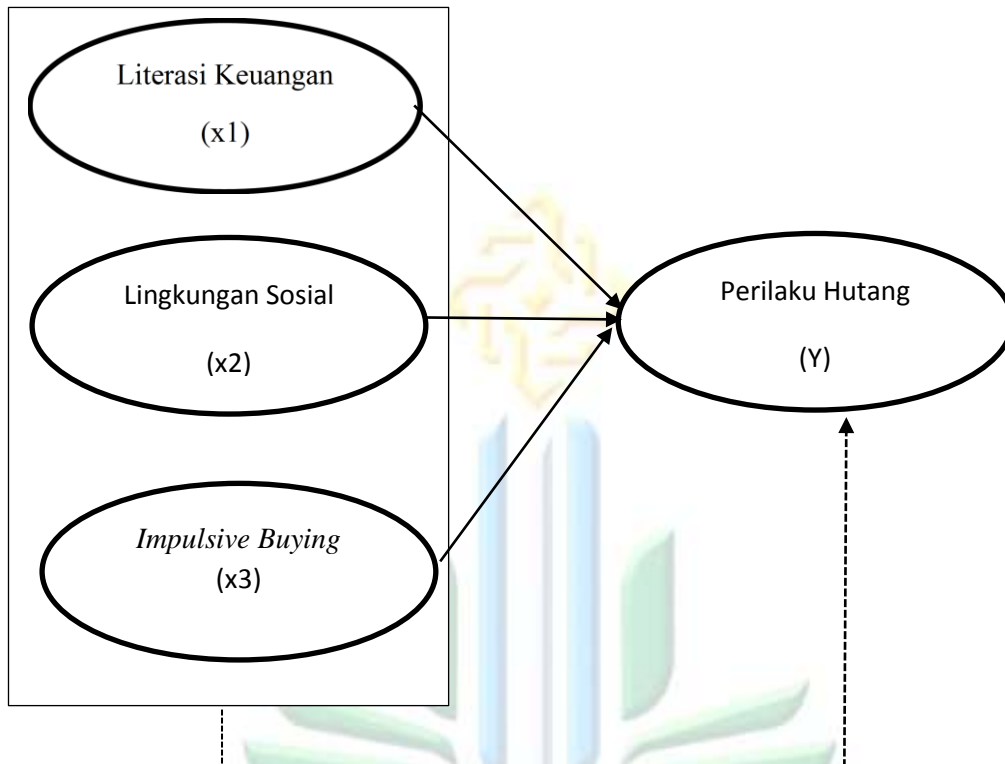 Literasi Keuangan
(x1)
Lingkungan Sosial
(x2)
Impulsive Buying
(x3)
Perilaku Hutang
(Y)